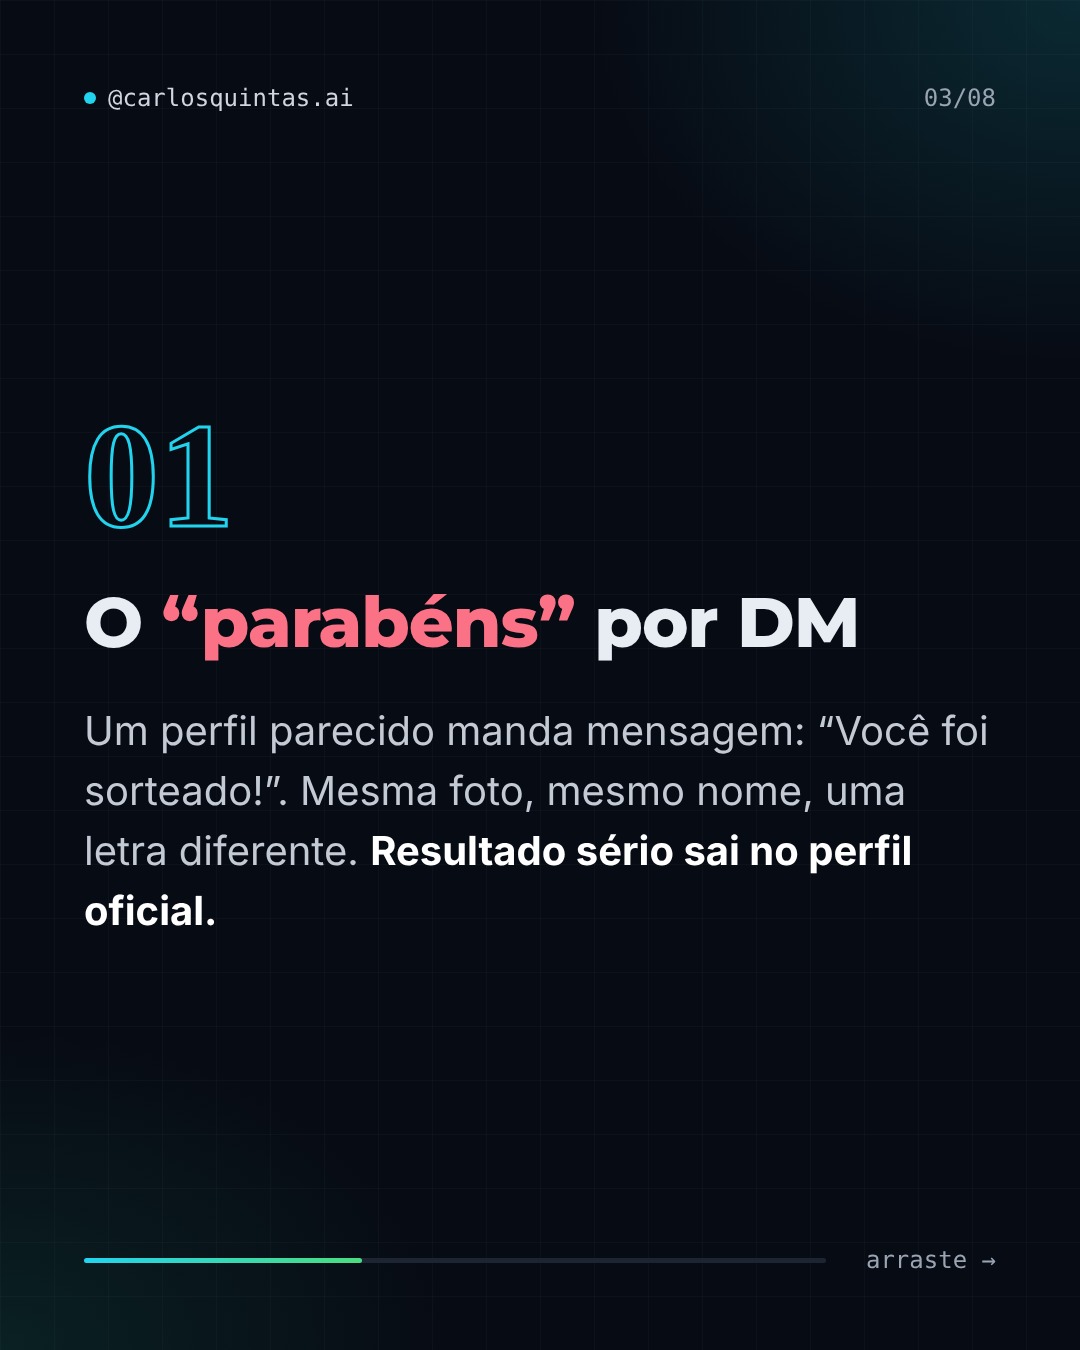 @carlosquintas.ai
03/08
01
O “parabéns” por DM
Um perfil parecido manda mensagem: “Você foi
sorteado!”. Mesma foto, mesmo nome, uma
letra diferente. Resultado sério sai no perfil
oficial.
arraste →